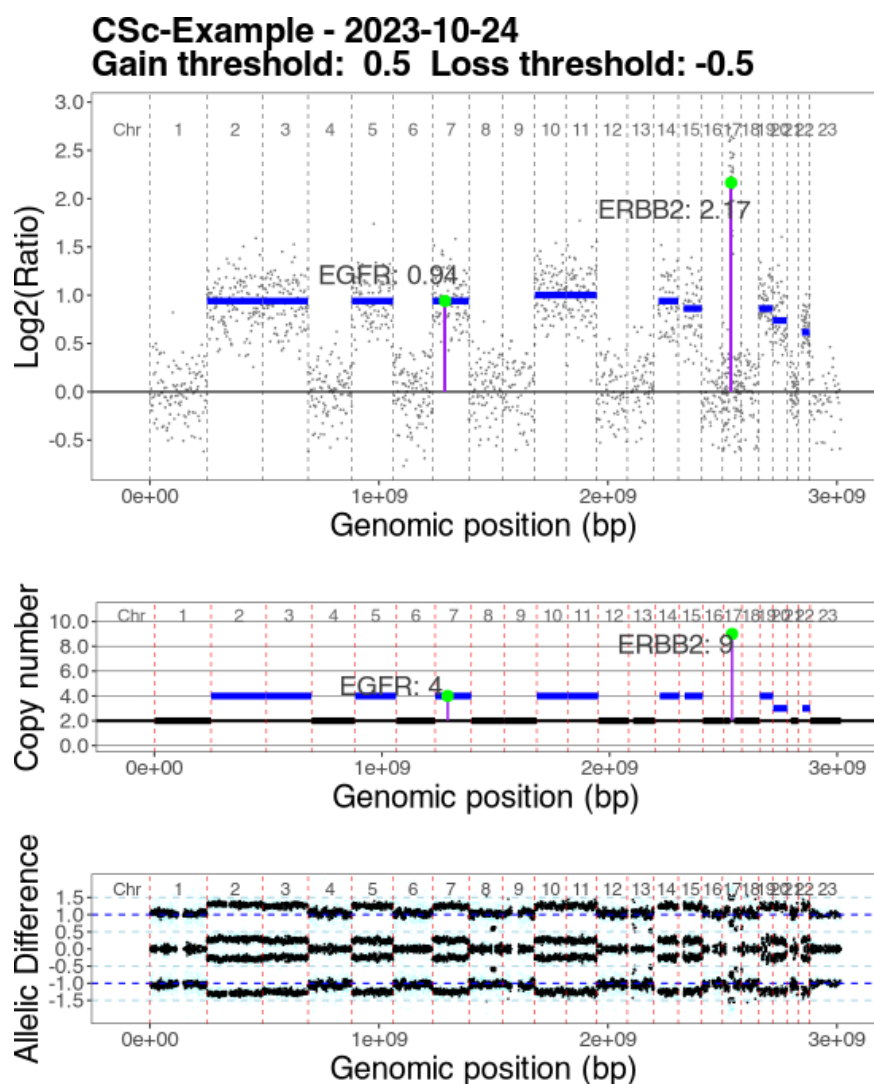 CSc-Example - 2023-10-24
Gain threshold: 0.5 Loss threshold: -0.5
Log2(Ratio)
3.0
2.5
2.0
1.5
1.0
0.5
0.0
-0.5
Chr 1 2 3 4 5 6 7 8 9 10 11 12 13 14 15 16 17 18 19 20 21 22 23
ERBB2: 2.17
EGFR: 0.94
0e+00 1e+09 2e+09 3e+09
Genomic position (bp)
Copy number
10.0
8.0
6.0
4.0
2.0
0.0
Chr 1 2 3 4 5 6 7 8 9 10 11 12 13 14 15 16 17 18 19 20 21 22 23
ERBB2: 9
EGFR: 4
0e+00 1e+09 2e+09 3e+09
Genomic position (bp)
Allelic Difference
1.5
1.0
0.5
0.0
-0.5
-1.0
-1.5
Chr 1 2 3 4 5 6 7 8 9 10 11 12 13 14 15 16 17 18 19 20 21 22 23
0e+00 1e+09 2e+09 3e+09
Genomic position (bp)